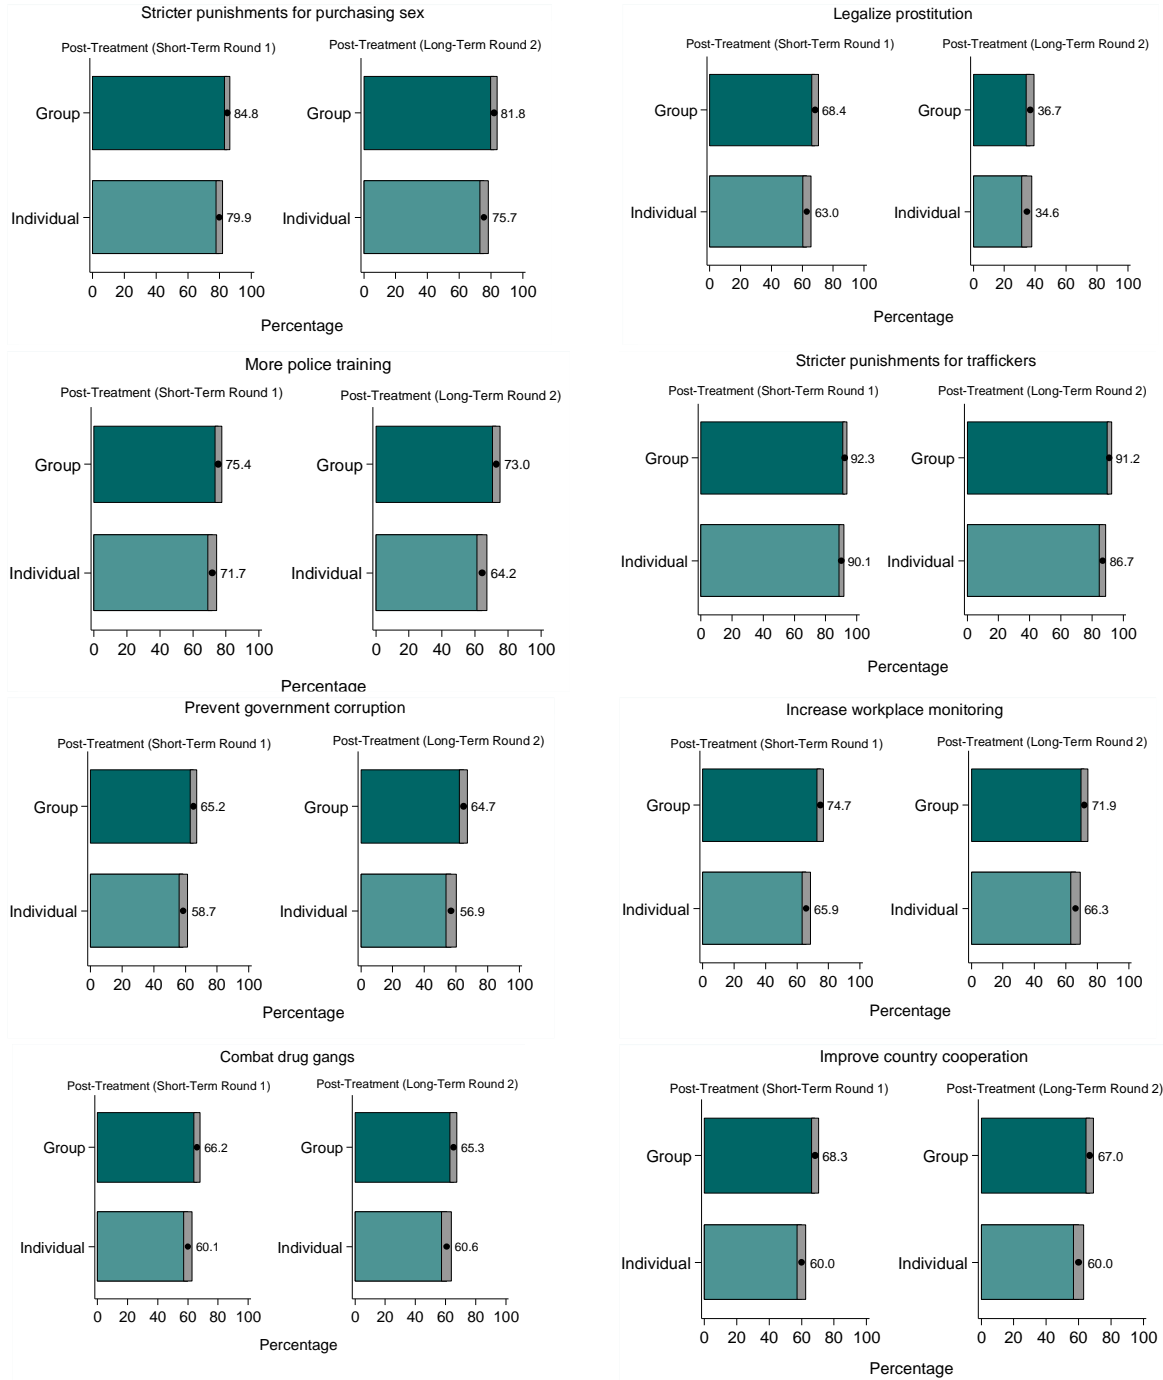 Stricter punishments for purchasing sex
Post-Treatment (Short-Term Round 1)
Group
84.8
Individual
79.9
0 20 40 60 80 100
Post-Treatment (Long-Term Round 2)
Group
81.8
Individual
75.7
0 20 40 60 80 100
Percentage
Legalize prostitution
Post-Treatment (Short-Term Round 1)
Group
68.4
Individual
63.0
0 20 40 60 80 100
Post-Treatment (Long-Term Round 2)
Group
36.7
Individual
34.6
0 20 40 60 80 100
Percentage
More police training
Post-Treatment (Short-Term Round 1)
Group
75.4
Individual
71.7
0 20 40 60 80 100
Post-Treatment (Long-Term Round 2)
Group
73.0
Individual
64.2
0 20 40 60 80 100
Percentage
Stricter punishments for traffickers
Post-Treatment (Short-Term Round 1)
Group
92.3
Individual
90.1
0 20 40 60 80 100
Post-Treatment (Long-Term Round 2)
Group
91.2
Individual
86.7
0 20 40 60 80 100
Percentage
Prevent government corruption
Post-Treatment (Short-Term Round 1)
Group
65.2
Individual
58.7
0 20 40 60 80 100
Post-Treatment (Long-Term Round 2)
Group
64.7
Individual
56.9
0 20 40 60 80 100
Percentage
Increase workplace monitoring
Post-Treatment (Short-Term Round 1)
Group
74.7
Individual
65.9
0 20 40 60 80 100
Post-Treatment (Long-Term Round 2)
Group
71.9
Individual
66.3
0 20 40 60 80 100
Percentage
Combat drug gangs
Post-Treatment (Short-Term Round 1)
Group
66.2
Individual
60.1
0 20 40 60 80 100
Post-Treatment (Long-Term Round 2)
Group
65.3
Individual
60.6
0 20 40 60 80 100
Percentage
Improve country cooperation
Post-Treatment (Short-Term Round 1)
Group
68.3
Individual
60.0
0 20 40 60 80 100
Post-Treatment (Long-Term Round 2)
Group
67.0
Individual
60.0
0 20 40 60 80 100
Percentage